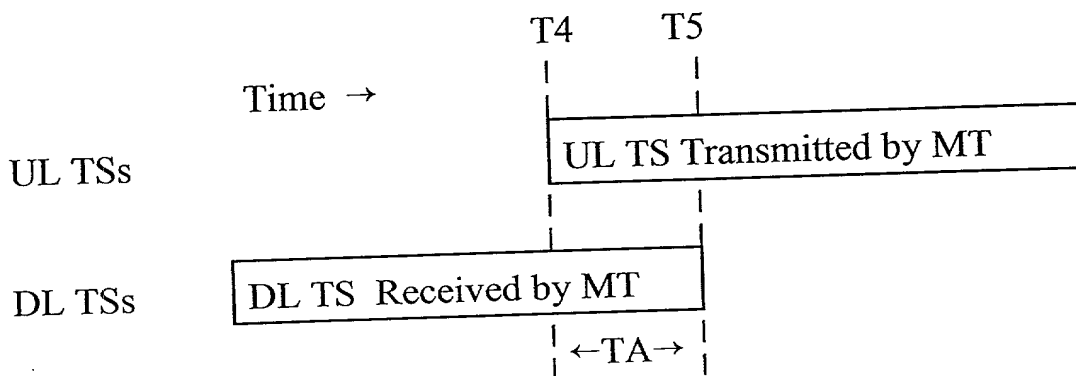 T4 T5
Time →
UL TSs
UL TS Transmitted by MT
DL TSs
DL TS Received by MT
←TA→